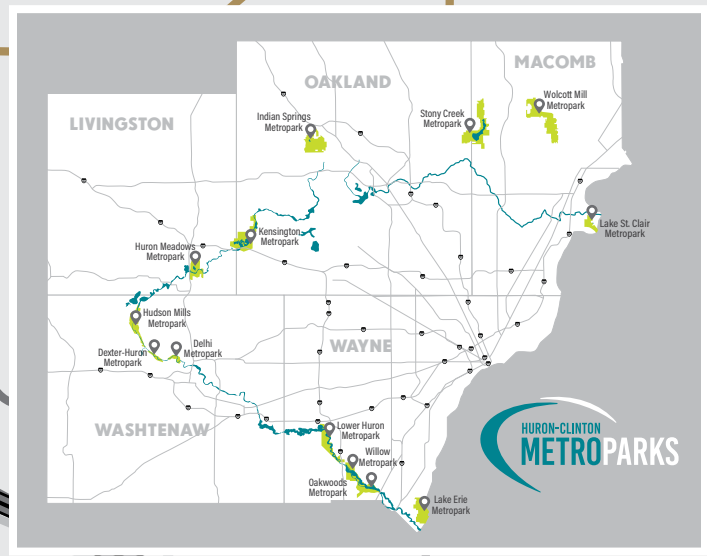 MACOMB
OAKLAND
LIVINGSTON
Wolcott Mill
Metropark
Indian Springs
Metropark
Stony Creek
Metropark
Lake St. Clair
Metropark
Kensington
Metropark
Huron Meadows
Metropark
Hudson Mills
Metropark
Delhi
Metropark
Dexter-Huron
Metropark
WAYNE
WASHTENAW
Lower Huron
Metropark
Willow
Metropark
Oakwoods
Metropark
Lake Erie
Metropark
HURON-CLINTON
METROPARKS